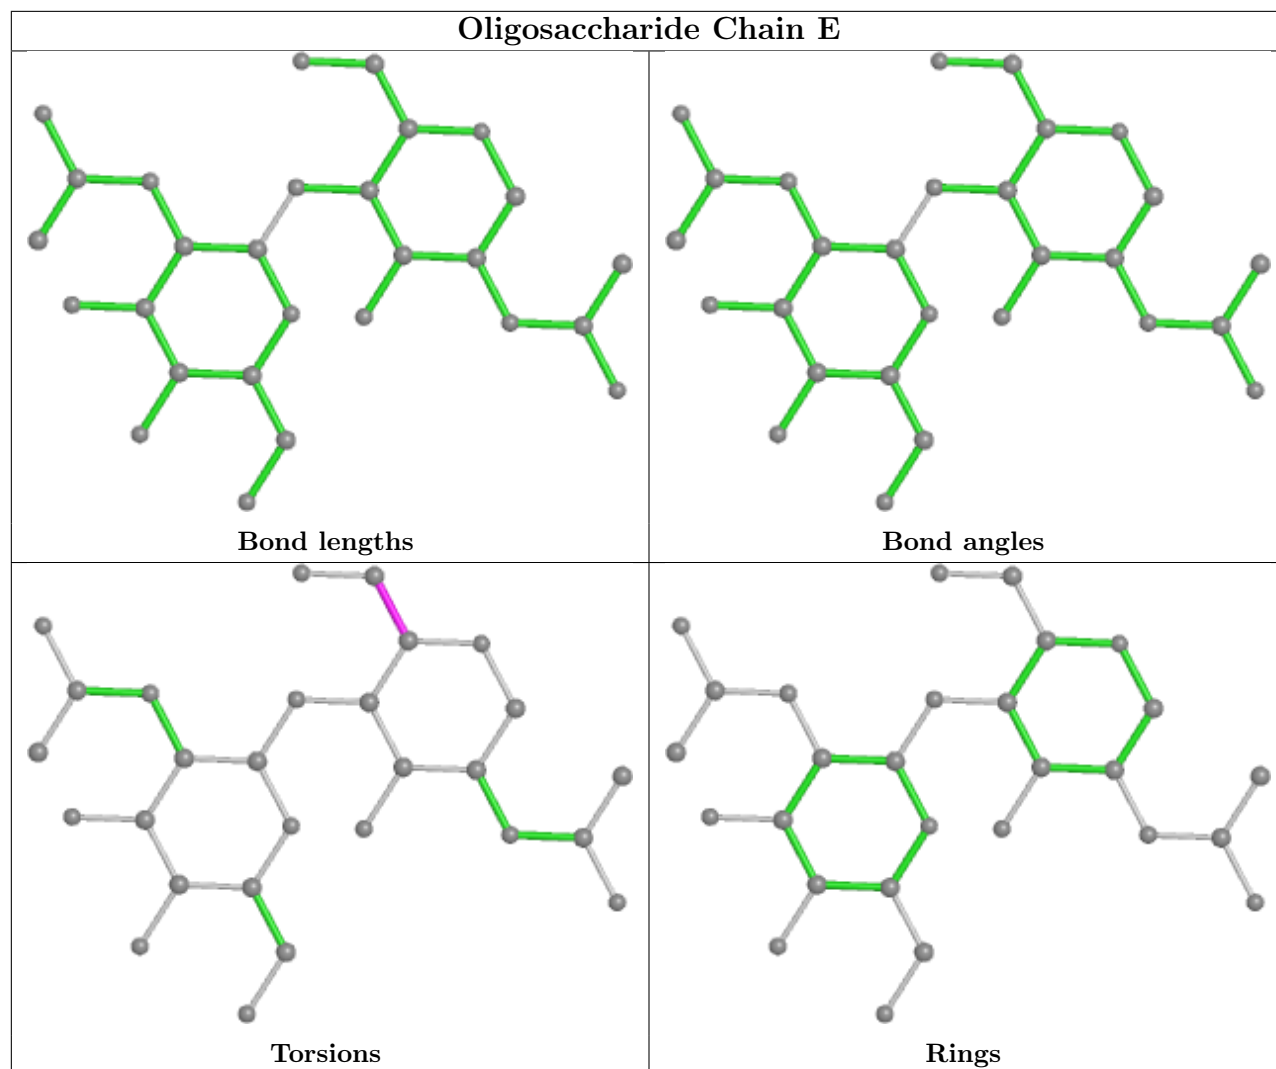 Oligosaccharide Chain E
Bond lengths
Bond angles
Torsions
Rings